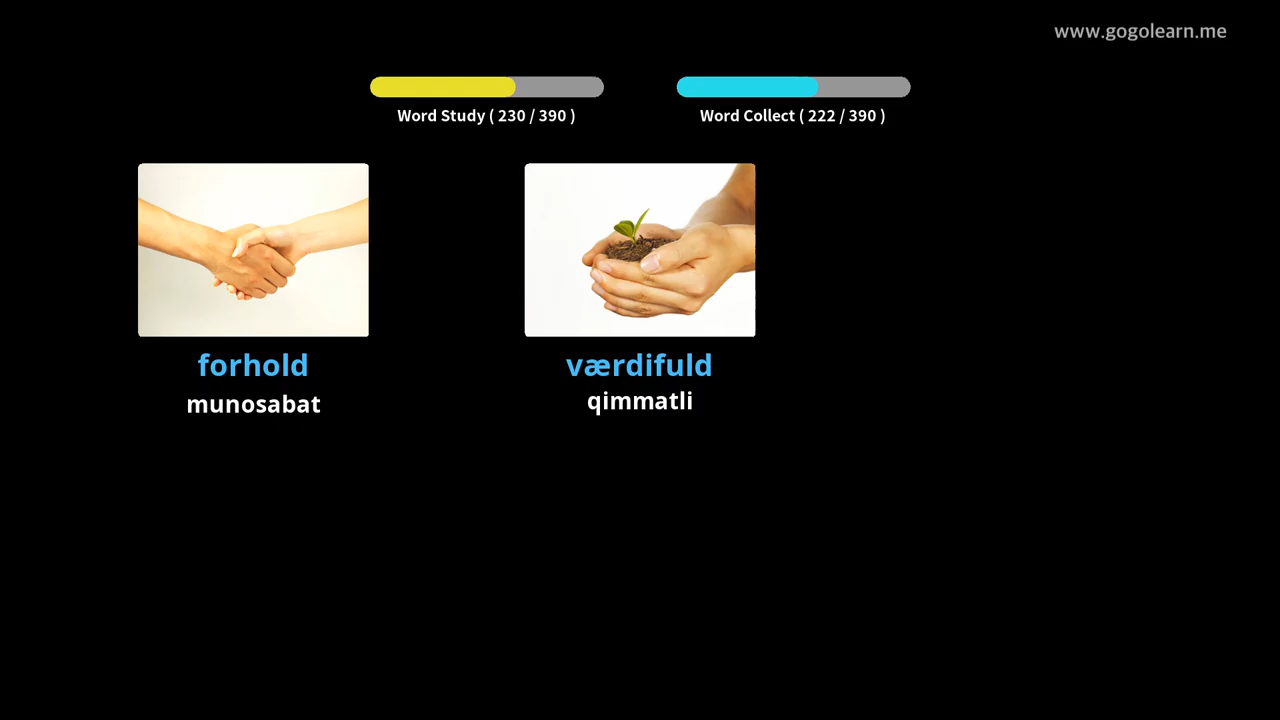 www.gogolearn.me
Word Study ( 230 / 390 )
Word Collect ( 222 / 390 )
forhold
værdifuld
munosabat
qimmatli